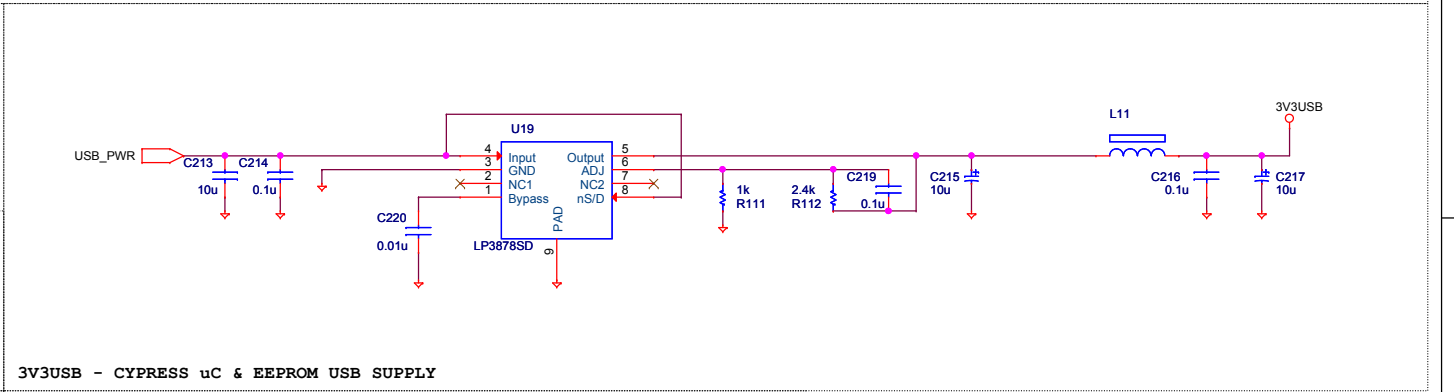 3V3USB
L11
U19
USB_PWR
C213
10u
C214
0.1u
4
3
2
1
Input
GND
NC1
Bypass
Output
ADJ
NC2
nS/D
5
6
7
8
PAD
9
LP3878SD
C220
0.01u
1k
R111
2.4k
R112
C219
0.1u
C215
10u
C216
0.1u
C217
10u
3V3USB - CYPRESS uC & EEPROM USB SUPPLY